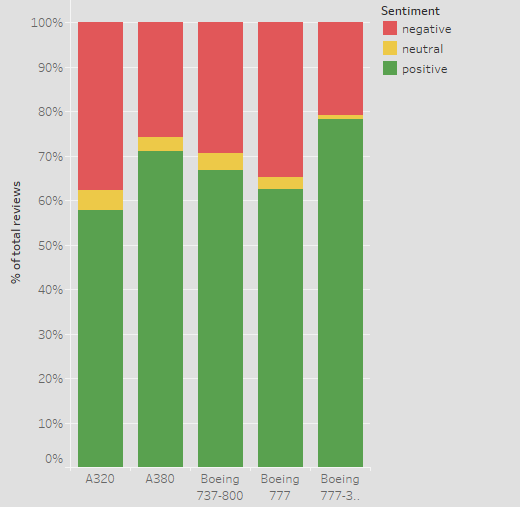 Sentiment
negative
neutral
positive
% of total reviews
100%
90%
80%
70%
60%
50%
40%
30%
20%
10%
0%
A320
A380
Boeing
737-800
Boeing
777
Boeing
777-3..